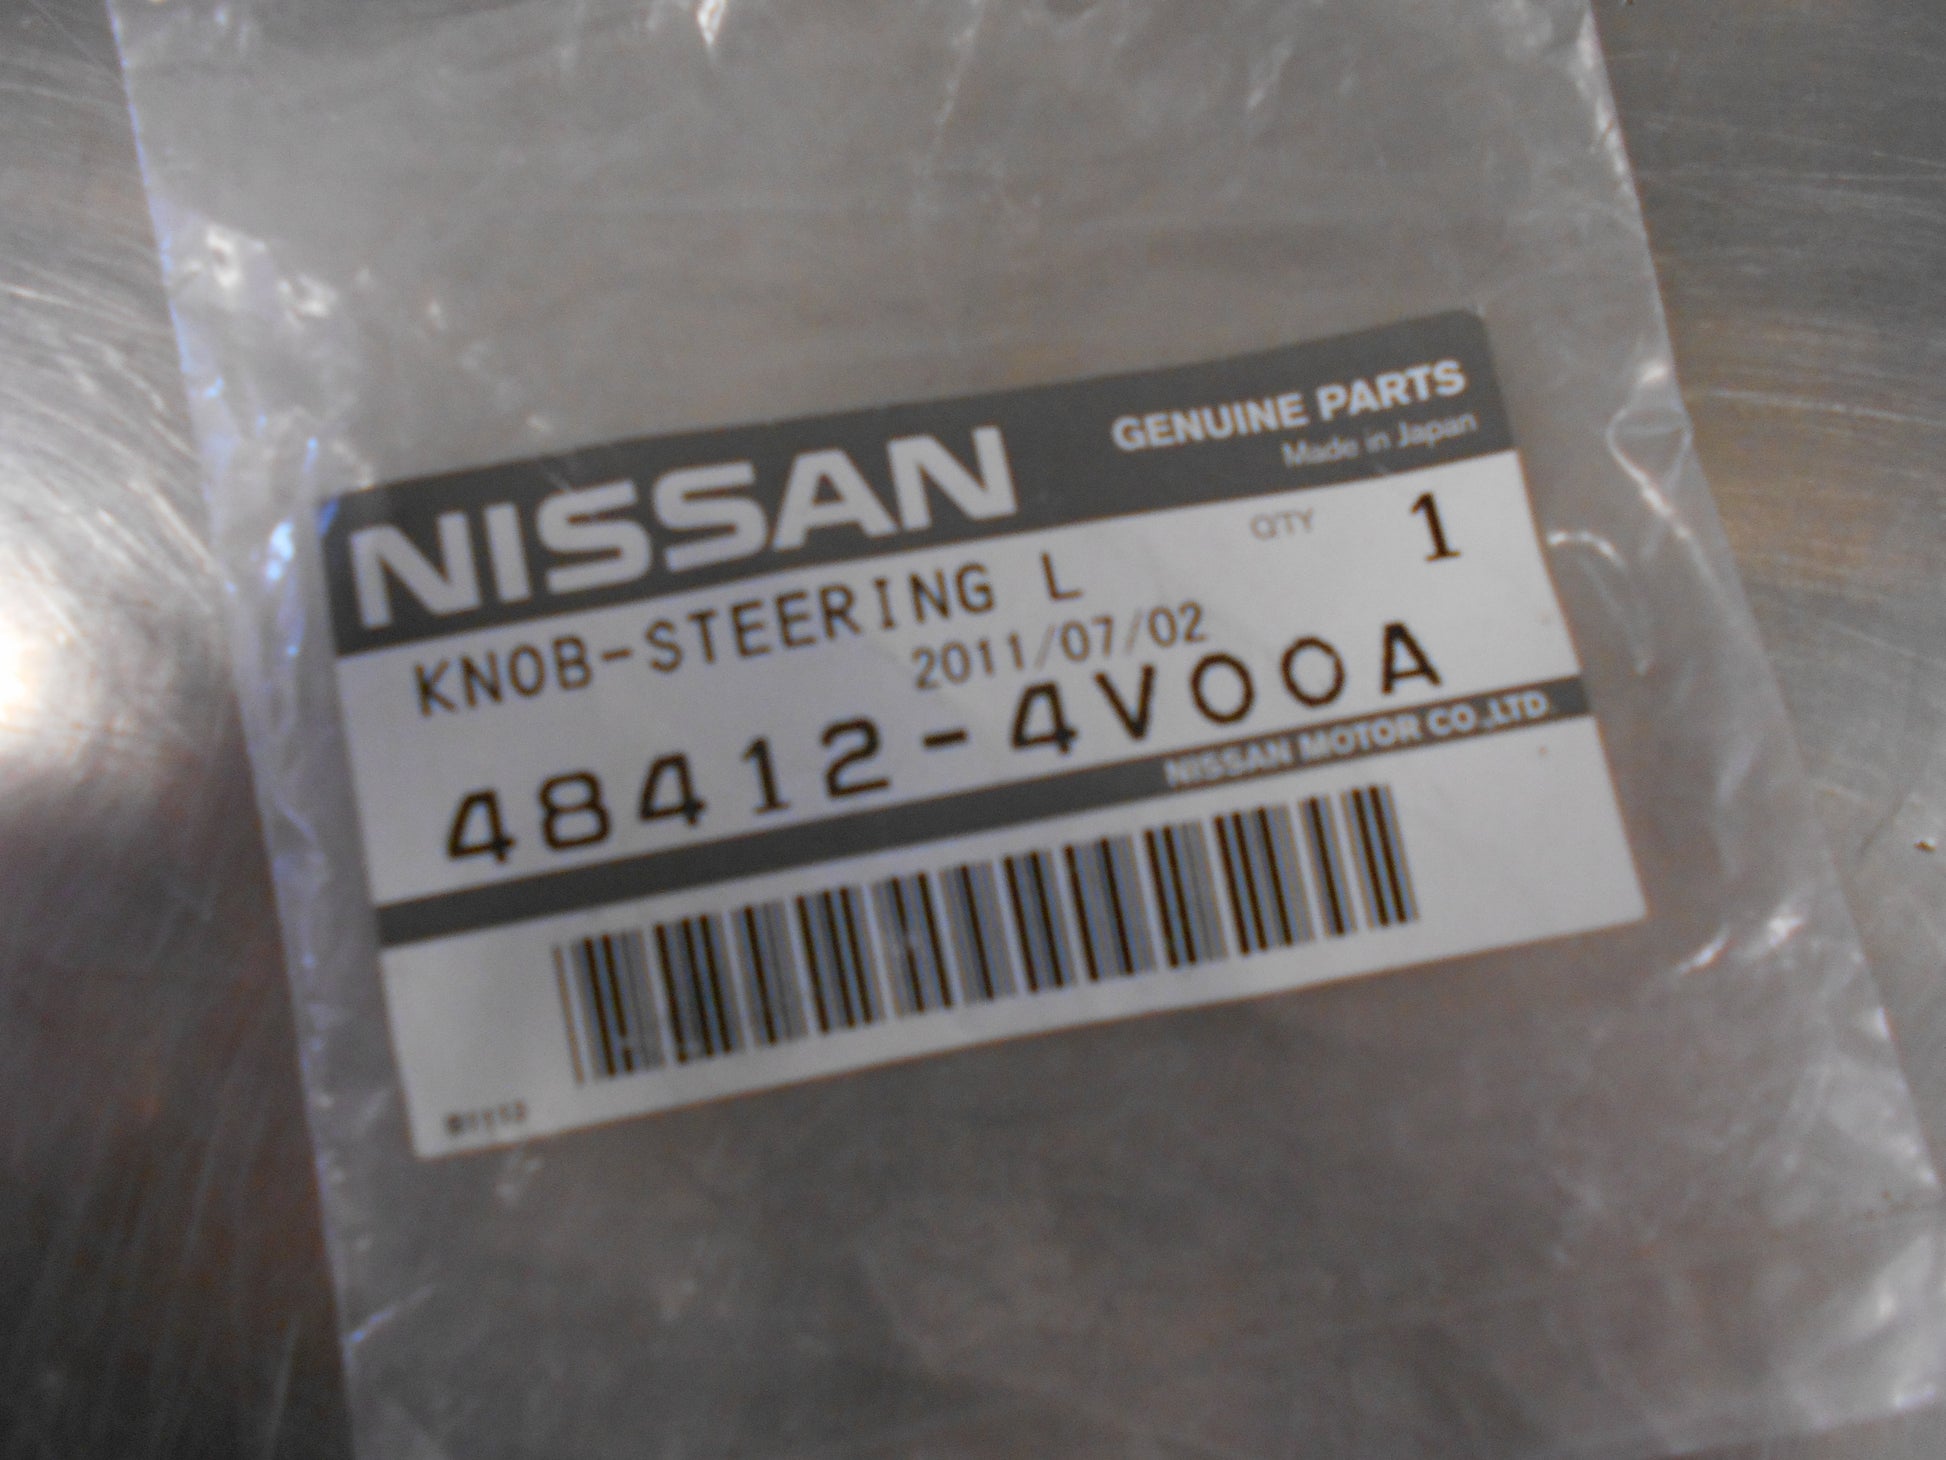 NISSAN
GENUINE PARTS
Made in Japan
KNOB-STEERING L
QTY 1
2011/07/02
48412-4V00A
NISSAN MOTOR CO.,LTD.